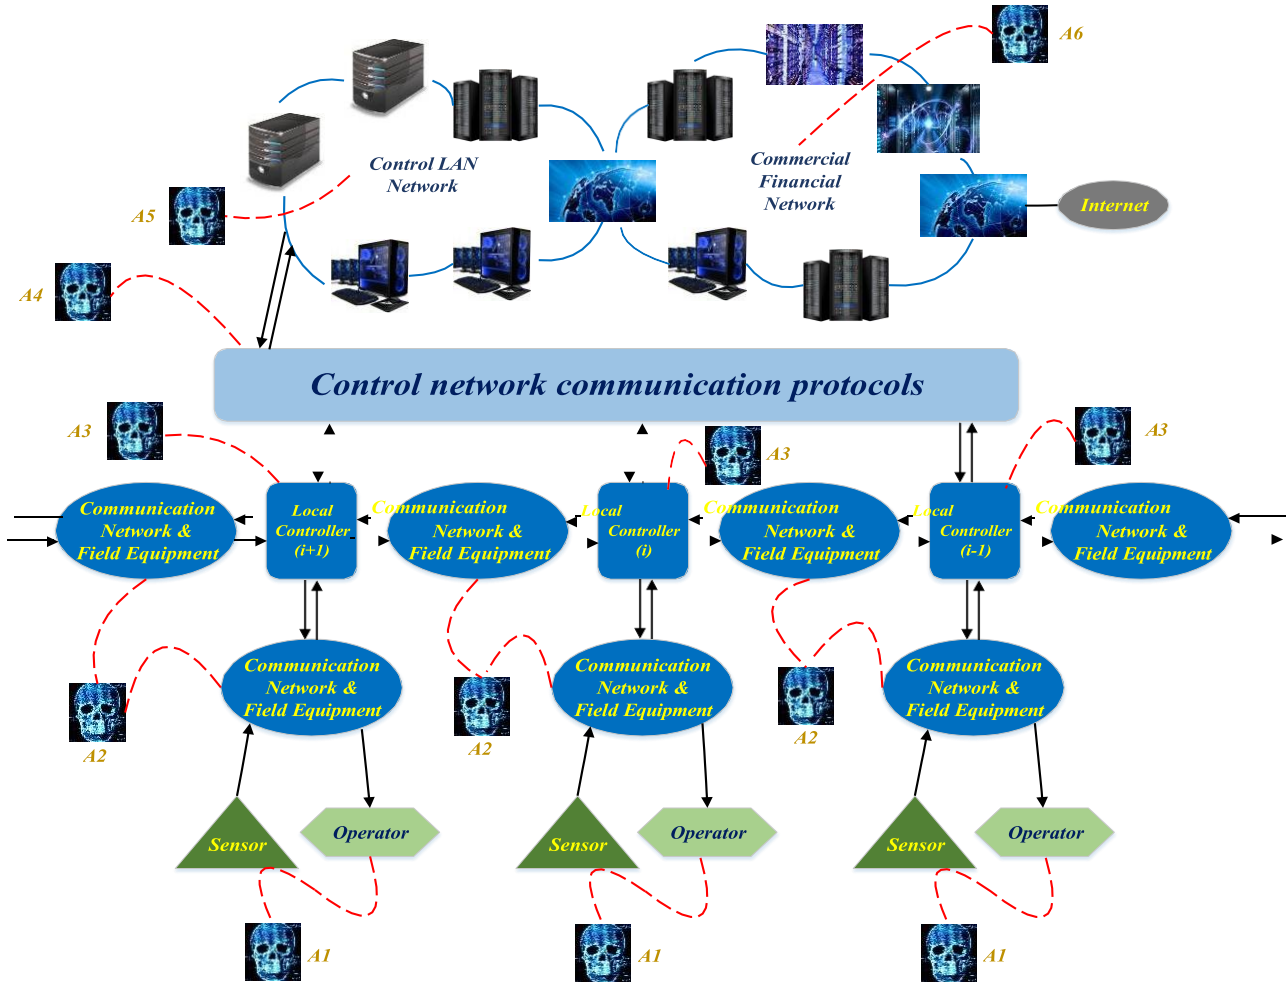 A6
Control LAN
Network
Commercial
Financial
Network
A5
Internet
A4
Control network communication protocols
A3
A3
A3
Communication
Network &
Field Equipment
Local
Controller
(i+1)
Communication
Network &
Field Equipment
Local
Controller
(i)
Communication
Network &
Field Equipment
Local
Controller
(i-1)
Communication
Network &
Field Equipment
Communication
Network &
Field Equipment
Communication
Network &
Field Equipment
Communication
Network &
Field Equipment
A2
A2
A2
Sensor
Operator
Sensor
Operator
Sensor
Operator
A1
A1
A1